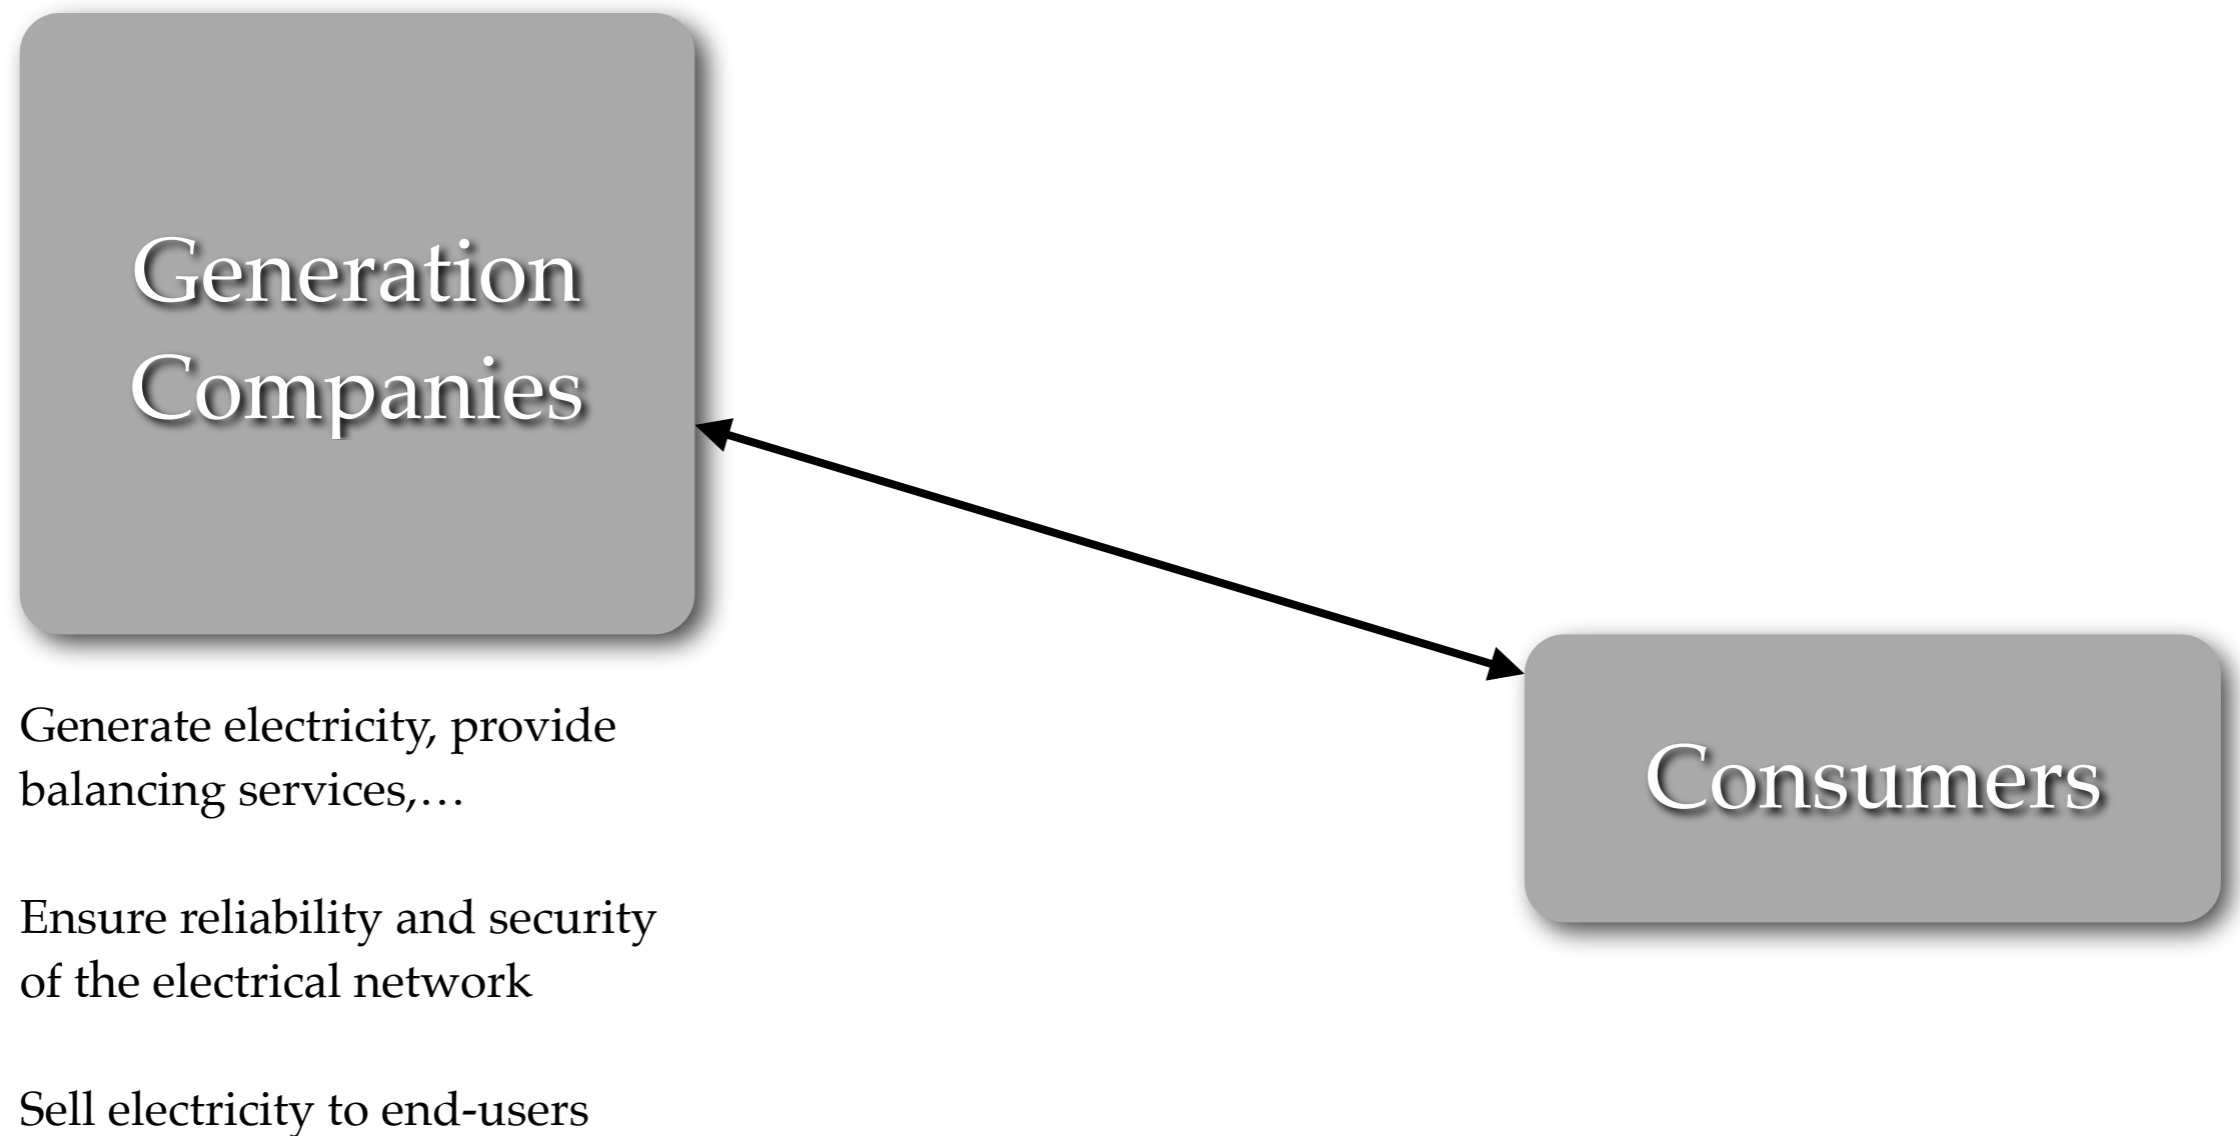 Generation
Companies
Generate electricity, provide
balancing services,…
Ensure reliability and security
of the electrical network
Sell electricity to end-users
Consumers